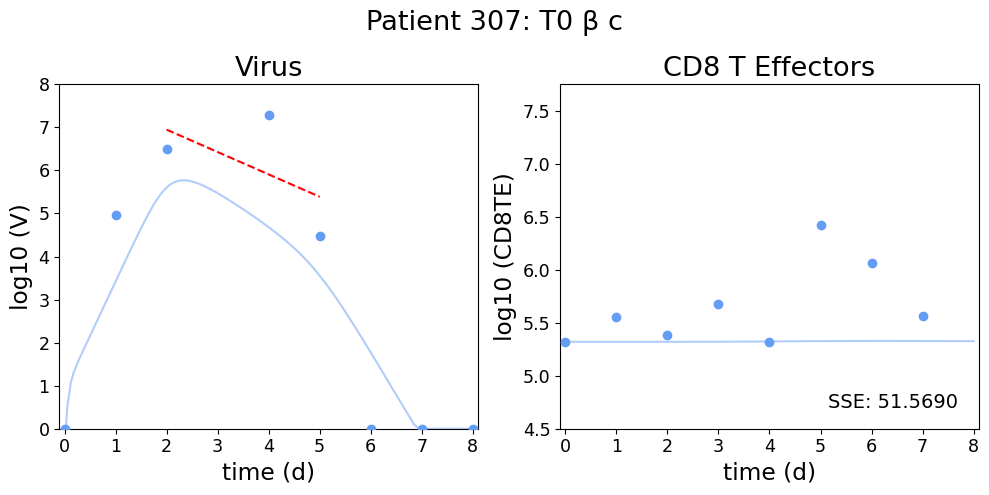 Patient 307: T0 β c
Virus
CD8 T Effectors
log10 (V)
8
7
6
5
4
3
2
1
0
0 1 2 3 4 5 6 7 8
time (d)
log10 (CD8TE)
7.5
7.0
6.5
6.0
5.5
5.0
4.5
SSE: 51.5690
0 1 2 3 4 5 6 7 8
time (d)